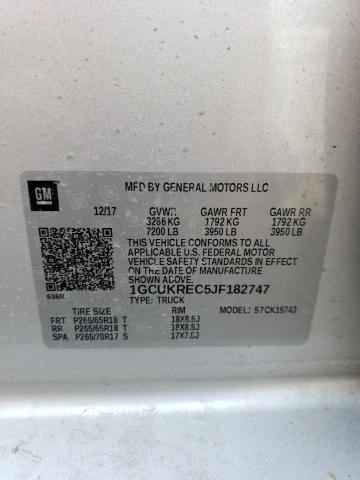 GM
MFD BY GENERAL MOTORS LLC
12/17 GVWR GAWR FRT GAWR RR
3266 KG 1792 KG 1792 KG
7200 LB 3950 LB 3950 LB
THIS VEHICLE CONFORMS TO ALL
APPLICABLE U.S. FEDERAL MOTOR
VEHICLE SAFETY AND THEFT PREVENTION
STANDARDS IN EFFECT ON THE
DATE OF MANUFACTURE
SHOWN ABOVE.
636R
1GCUKREC5JF182747
TYPE: TRUCK
TIRE SIZE RIM MODEL: 57CK15743
FRT P265/65R18 T 18X8.5J
RR P265/65R18 T 18X8.5J
SPA P265/70R17 S 17X7.5J